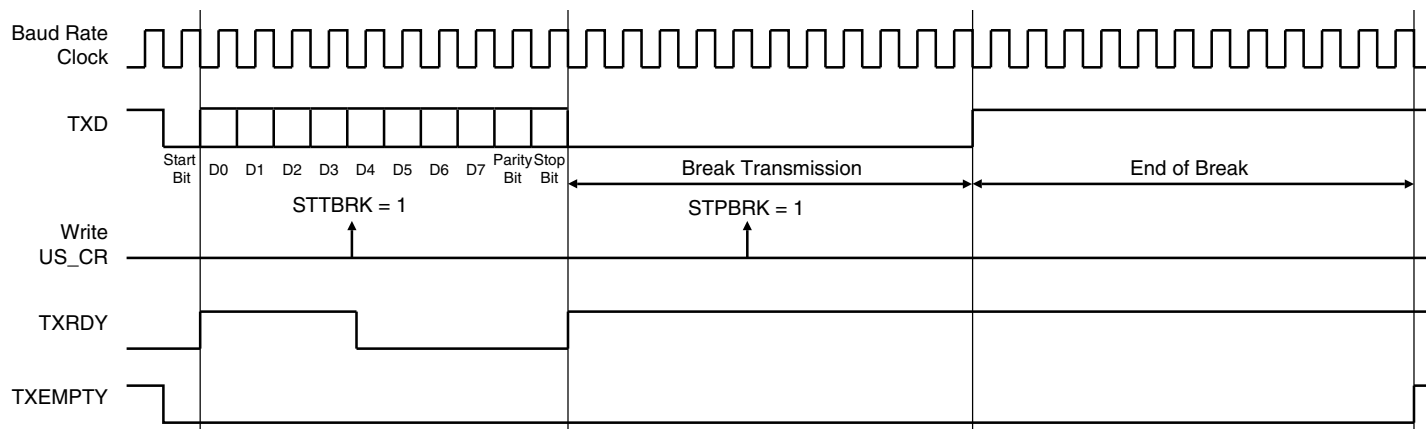 Baud Rate
Clock
TXD
Start
Bit
D0
D1
D2
D3
D4
D5
D6
D7
Parity
Bit
Stop
Bit
Break Transmission
End of Break
STTBRK = 1
STPBRK = 1
Write
US_CR
TXRDY
TXEMPTY